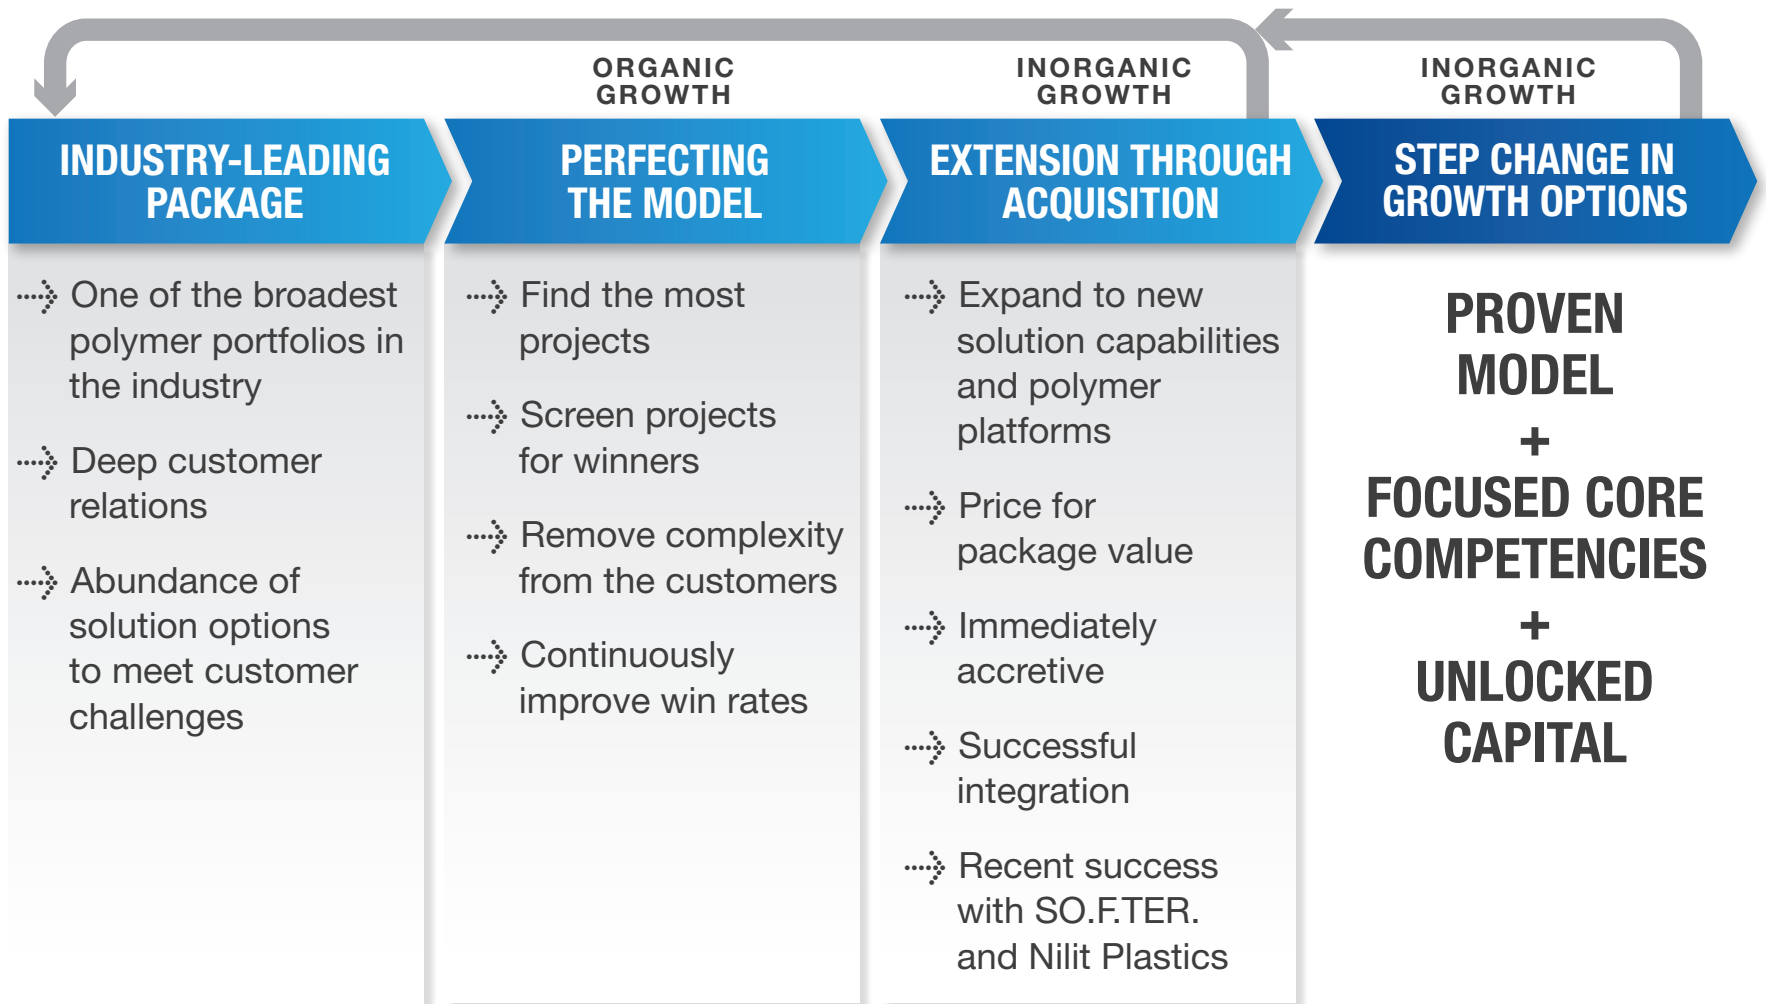 ORGANIC
GROWTH
INORGANIC
GROWTH
INORGANIC
GROWTH
INDUSTRY-LEADING
PACKAGE
One of the broadest
polymer portfolios in
the industry
Deep customer
relations
Abundance of
solution options
to meet customer
challenges
PERFECTING
THE MODEL
Find the most
projects
Screen projects
for winners
Remove complexity
from the customers
Continuously
improve win rates
EXTENSION THROUGH
ACQUISITION
Expand to new
solution capabilities
and polymer
platforms
Price for
package value
Immediately
accretive
Successful
integration
Recent success
with SO.F.TER.
and Nilit Plastics
STEP CHANGE IN
GROWTH OPTIONS
PROVEN
MODEL
+
FOCUSED CORE
COMPETENCIES
+
UNLOCKED
CAPITAL